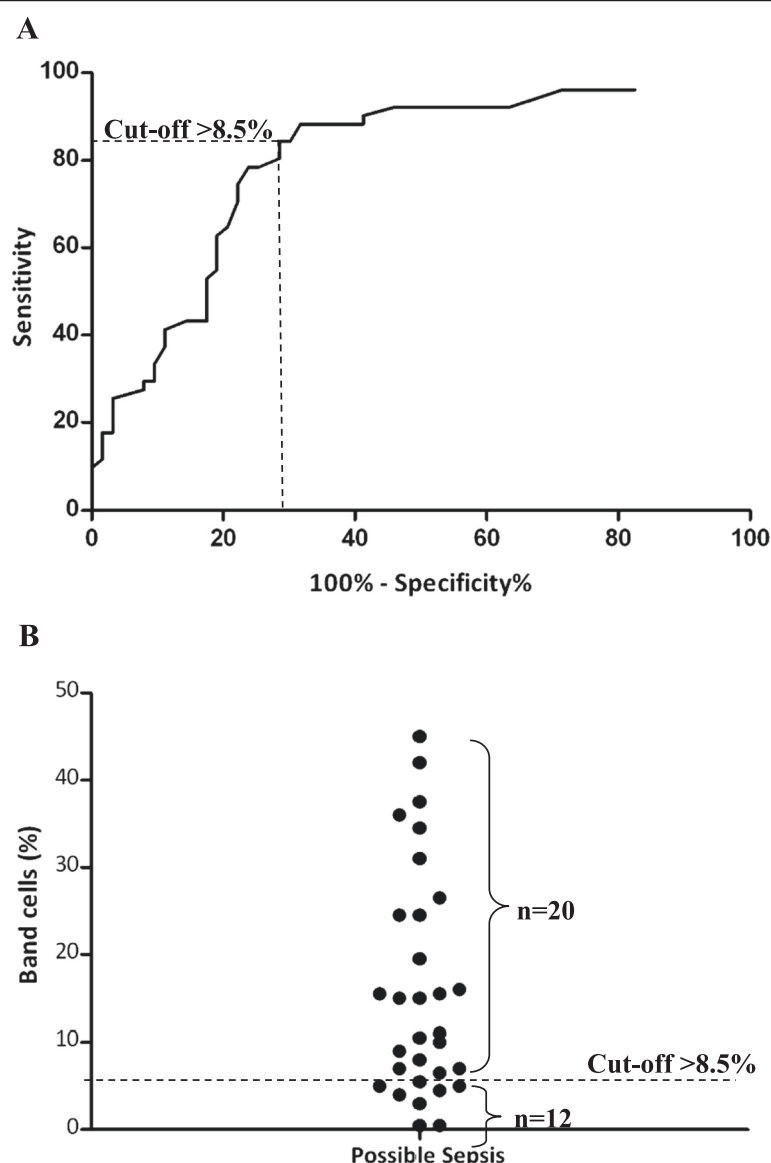 A
100
80
60
40
20
0
Sensitivity
Cut-off >8.5%
0 20 40 60 80 100
100% - Specificity%
B
50
40
30
20
10
0
Band cells (%)
n=20
Cut-off >8.5%
n=12
Possible Sepsis